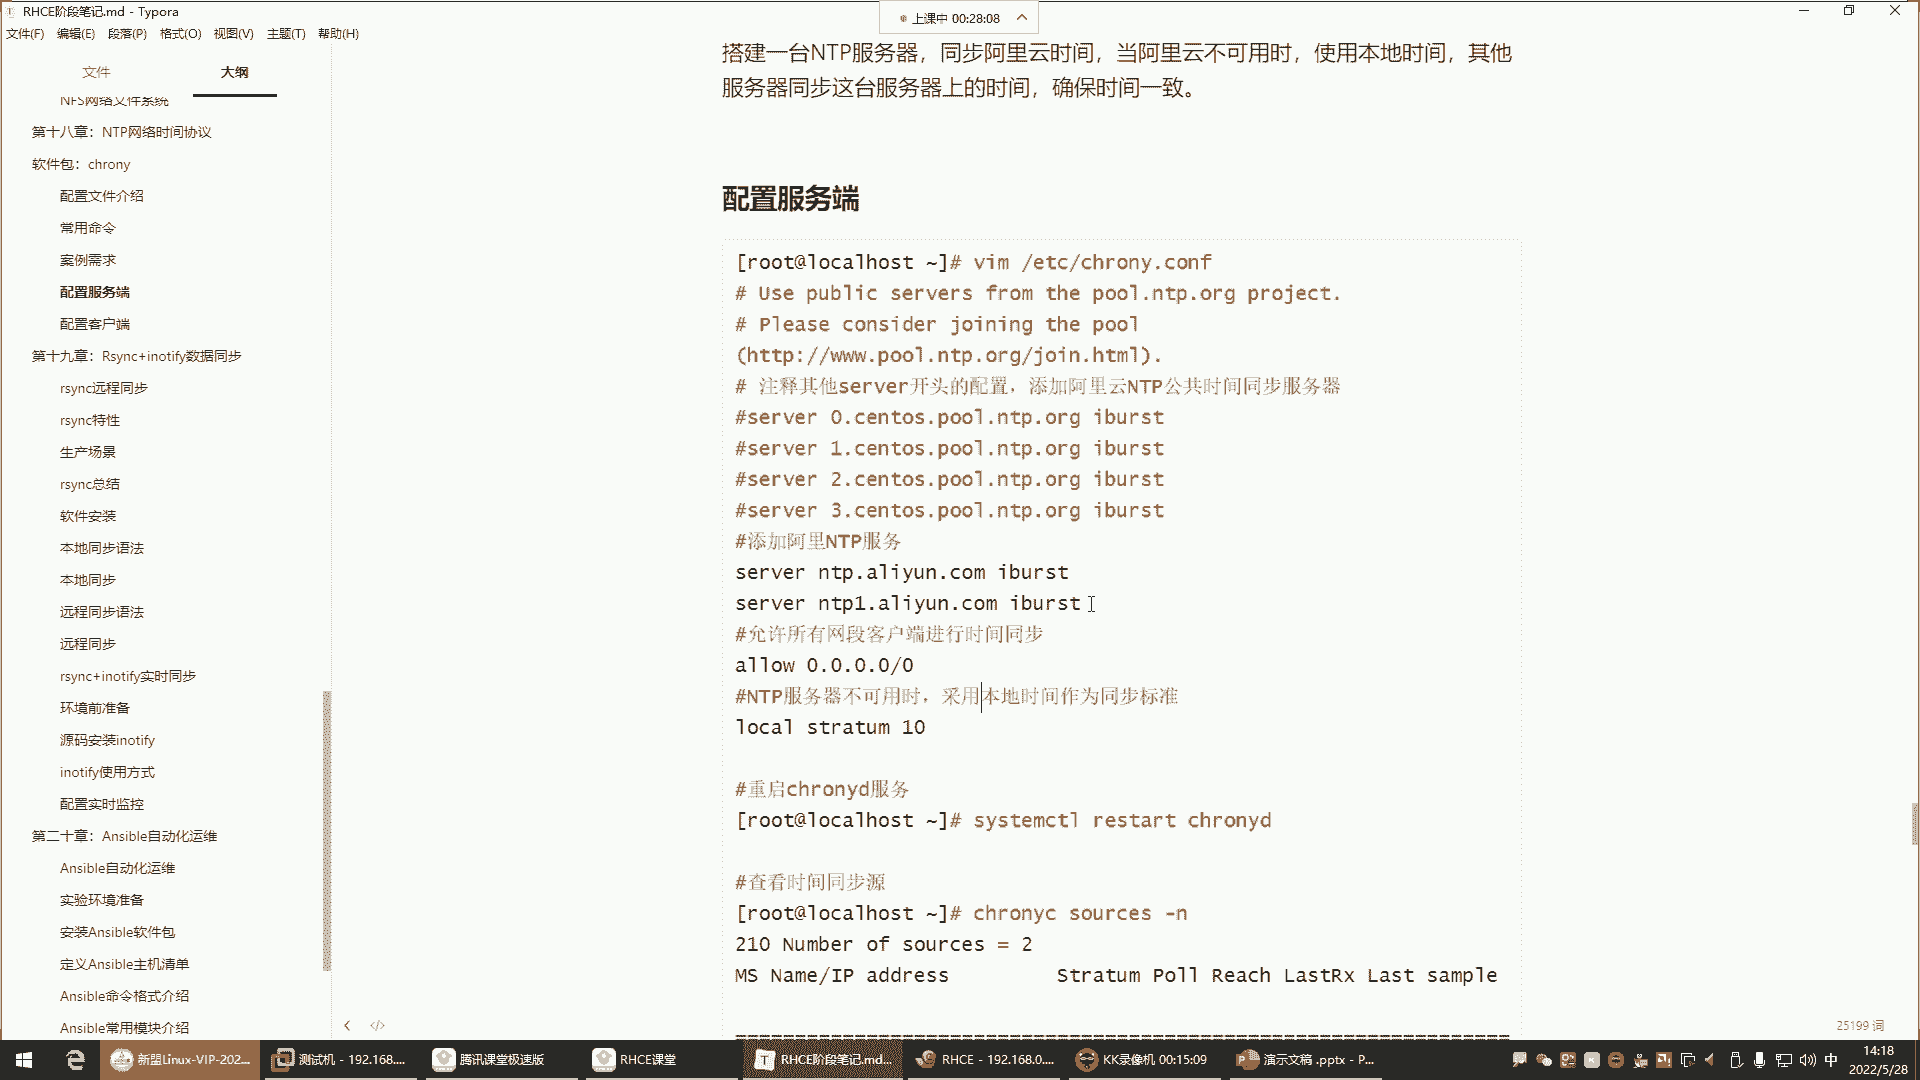 RHCE阶段笔记.md - Typora
上课中 00:28:08
文件(F) 编辑(E) 段落(P) 格式(O) 视图(V) 主题(T) 帮助(H)
文件 大纲
NFS网络文件系统
第十八章：NTP网络时间协议
软件包：chrony
配置文件介绍
常用命令
案例需求
配置服务端
配置客户端
第十九章：Rsync+inotify数据同步
rsync远程同步
rsync特性
生产场景
rsync总结
软件安装
本地同步语法
本地同步
远程同步语法
远程同步
rsync+inotify实时同步
环境前准备
源码安装inotify
inotify使用方式
配置实时监控
第二十章：Ansible自动化运维
Ansible自动化运维
实验环境准备
安装Ansible软件包
定义Ansible主机清单
Ansible命令格式介绍
Ansible常用模块介绍
搭建一台NTP服务器，同步阿里云时间，当阿里云不可用时，使用本地时间，其他
服务器同步这台服务器上的时间，确保时间一致。
配置服务端
[root@localhost ~]# vim /etc/chrony.conf
# Use public servers from the pool.ntp.org project.
# Please consider joining the pool
(http://www.pool.ntp.org/join.html).
# 注释其他server开头的配置，添加阿里云NTP公共时间同步服务器
#server 0.centos.pool.ntp.org iburst
#server 1.centos.pool.ntp.org iburst
#server 2.centos.pool.ntp.org iburst
#server 3.centos.pool.ntp.org iburst
#添加阿里NTP服务
server ntp.aliyun.com iburst
server ntp1.aliyun.com iburst
#允许所有网段客户端进行时间同步
allow 0.0.0.0/0
#NTP服务器不可用时，采用本地时间作为同步标准
local stratum 10
#重启chronyd服务
[root@localhost ~]# systemctl restart chronyd
#查看时间同步源
[root@localhost ~]# chronyc sources -n
210 Number of sources = 2
MS Name/IP address Stratum Poll Reach LastRx Last sample
===============================================================
25199 词
新盟Linux-VIP-202...
测试机 - 192.168....
腾讯课堂极速版
RHCE课堂
RHCE阶段笔记.md...
RHCE - 192.168.0....
KK录像机 00:15:09
演示文稿 .pptx - P...
中
14:18
2022/5/28